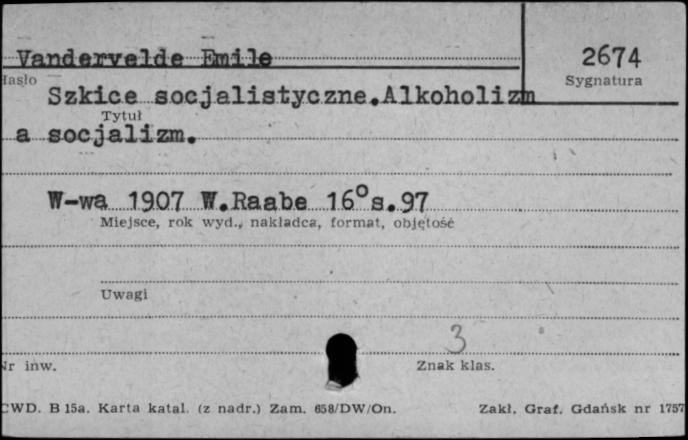 Vandervelde Emile
2674
Hasło
Sygnatura
Szkice socjalistyczne.Alkoholizm
Tytuł
a socjalizm.
W-wa 1907 W.Raabe 16° s.97
Miejsce, rok wyd., nakładca, format, objętość
Uwagi
3
Nr inw.
Znak klas.
CWD. B 15a. Karta katal. (z nadr.) Zam. 658/DW/On. Zakł. Graf. Gdańsk nr 1757